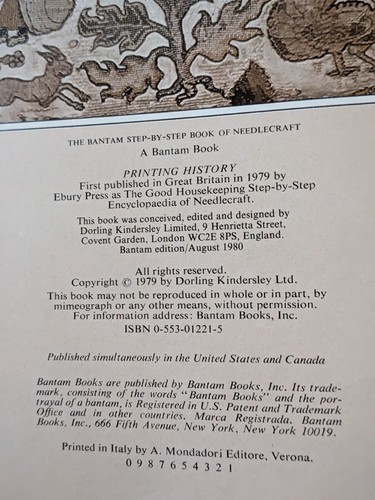 THE BANTAM STEP-BY-STEP BOOK OF NEEDLECRAFT
A Bantam Book
PRINTING HISTORY
First published in Great Britain in 1979 by
Ebury Press as The Good Housekeeping Step-by-Step
Encyclopaedia of Needlecraft.
This book was conceived, edited and designed by
Dorling Kindersley Limited, 9 Henrietta Street,
Covent Garden, London WC2E 8PS, England.
Bantam edition/August 1980
All rights reserved.
Copyright © 1979 by Dorling Kindersley Ltd.
This book may not be reproduced in whole or in part, by
mimeograph or any other means, without permission.
For information address: Bantam Books, Inc.
ISBN 0-553-01221-5
Published simultaneously in the United States and Canada
Bantam Books are published by Bantam Books, Inc. Its trade-
mark, consisting of the words "Bantam Books" and the por-
trayal of a bantam, is Registered in U.S. Patent and Trademark
Office and in other countries. Marca Registrada. Bantam
Books, Inc., 666 Fifth Avenue, New York, New York 10019.
Printed in Italy by A. Mondadori Editore, Verona.
0 9 8 7 6 5 4 3 2 1